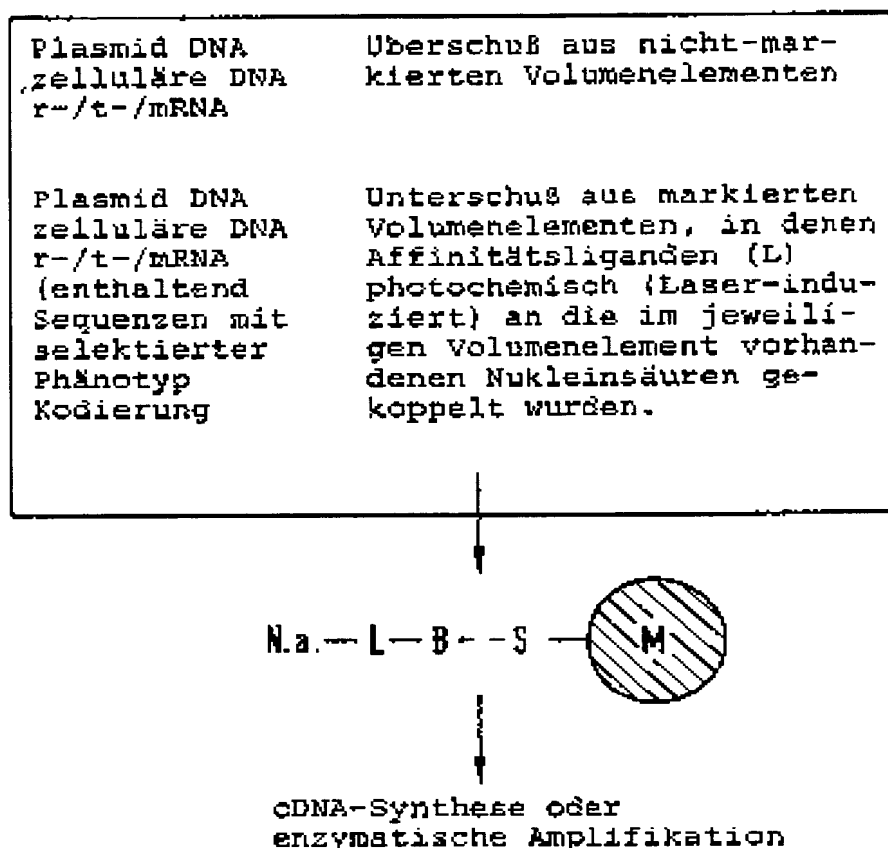 Plasmid DNA
zelluläre DNA
r-/t-/mRNA
Überschuß aus nicht-mar-
kierten Volumenelementen
Plasmid DNA
zelluläre DNA
r-/t-/mRNA
(enthaltend
Sequenzen mit
selektierter
Phänotyp
Kodierung
Unterschuß aus markierten
Volumenelementen, in denen
Affinitätsliganden (L)
photochemisch (Laser-indu-
ziert) an die im jeweili-
gen Volumenelement vorhan-
denen Nukleinsäuren ge-
koppelt wurden.
N.a.—L—B--S—M
cDNA-Synthese oder
enzymatische Amplifikation